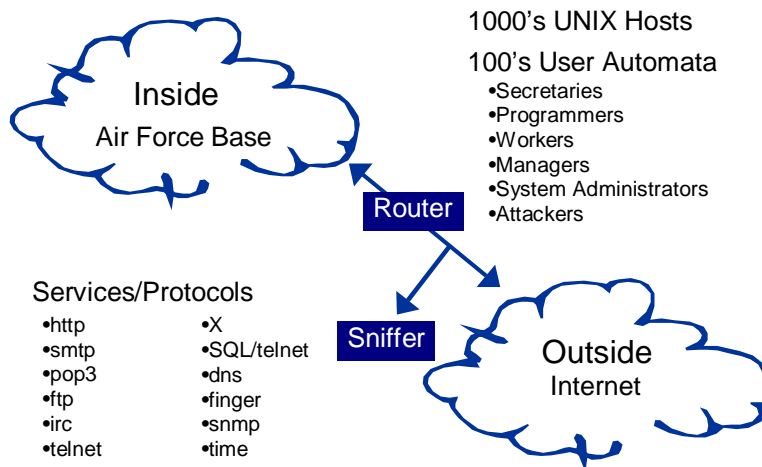 1000's UNIX Hosts
100's User Automata
•Secretaries
•Programmers
•Workers
•Managers
•System Administrators
•Attackers
Inside
Air Force Base
Router
Sniffer
Outside
Internet
Services/Protocols
•http
•smtp
•pop3
•ftp
•irc
•telnet
•X
•SQL/telnet
•dns
•finger
•snmp
•time